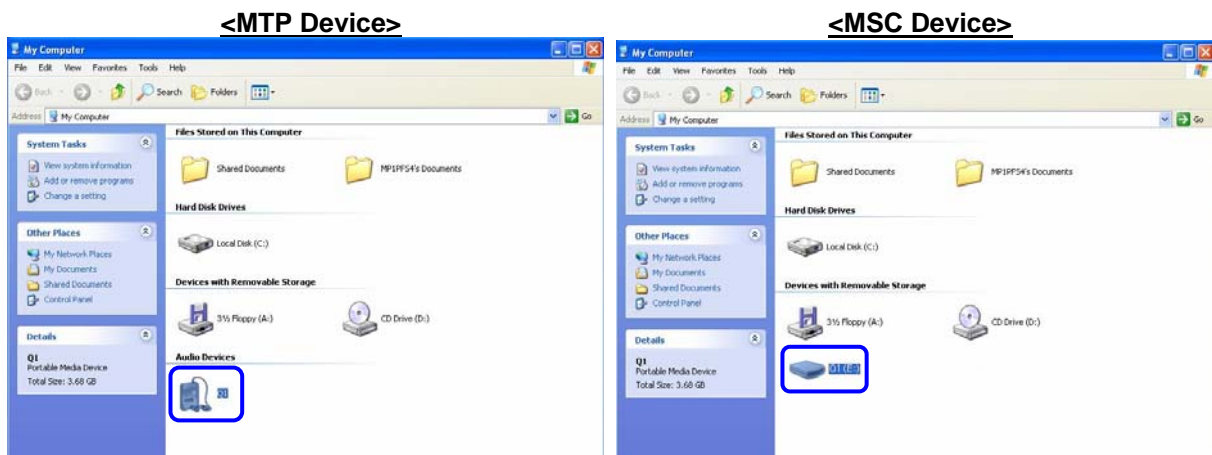 <MTP Device>
My Computer
File Edit View Favorites Tools Help
Back Search Folders
Address My Computer Go
System Tasks
View system information
Add or remove programs
Change a setting
Other Places
My Network Places
My Documents
Shared Documents
Control Panel
Details
Q1
Portable Media Device
Total Size: 3.68 GB
Files Stored on This Computer
Shared Documents MP1PFS4's Documents
Hard Disk Drives
Local Disk (C:)
Devices with Removable Storage
3½ Floppy (A:) CD Drive (D:)
Audio Devices
Q1
<MSC Device>
My Computer
File Edit View Favorites Tools Help
Back Search Folders
Address My Computer Go
System Tasks
View system information
Add or remove programs
Change a setting
Other Places
My Network Places
My Documents
Shared Documents
Control Panel
Details
Q1
Portable Media Device
Total Size: 3.68 GB
Files Stored on This Computer
Shared Documents MP1PFS4's Documents
Hard Disk Drives
Local Disk (C:)
Devices with Removable Storage
3½ Floppy (A:) CD Drive (D:)
Q1 (E:)